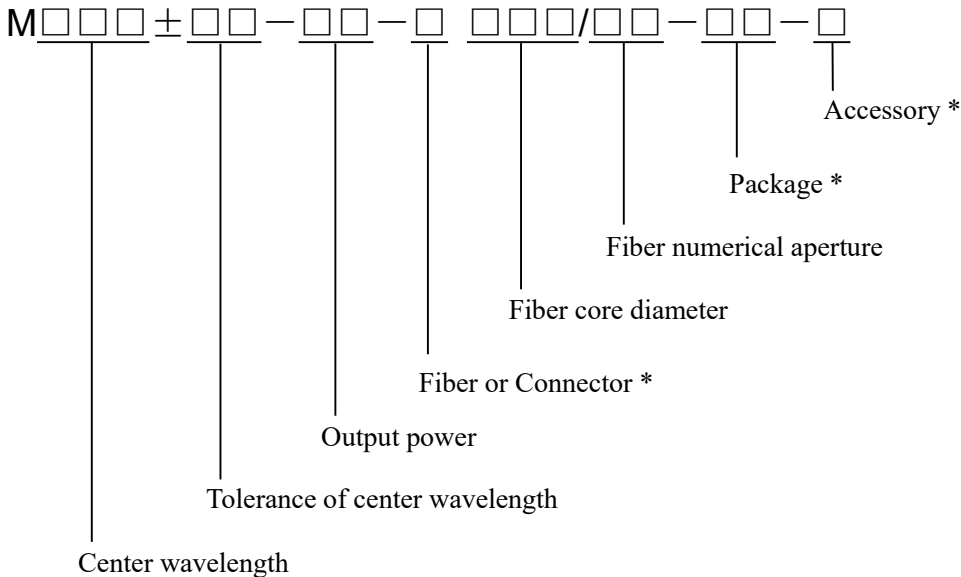 M□□□±□□－□□－□ □□□/□□－□□－□
Accessory *
Package *
Fiber numerical aperture
Fiber core diameter
Fiber or Connector *
Output power
Tolerance of center wavelength
Center wavelength